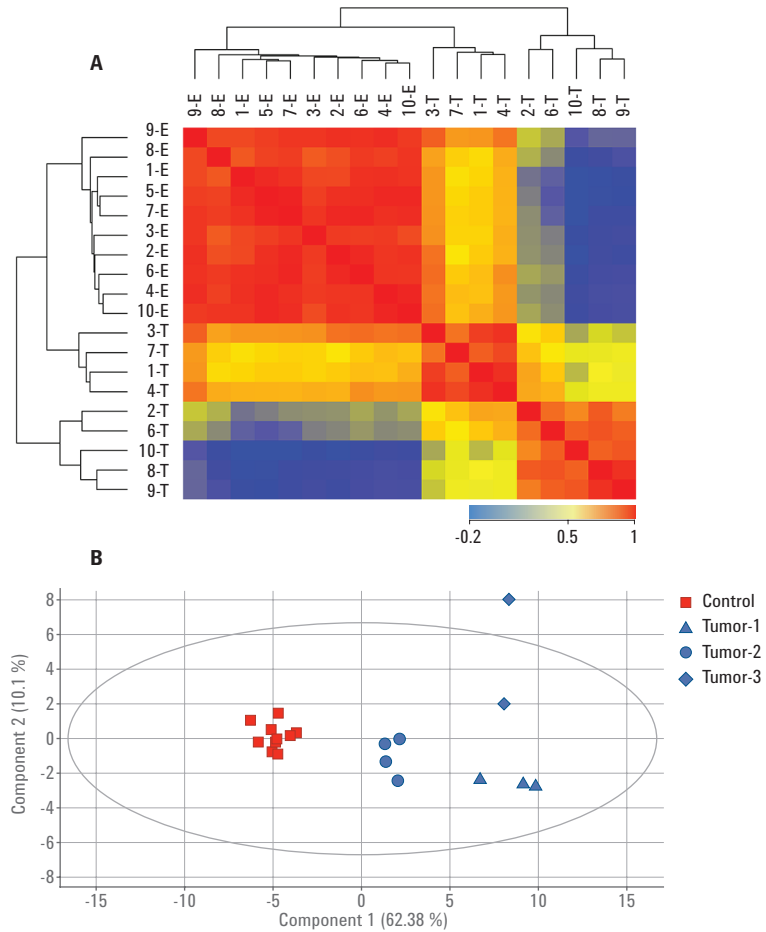 A
9-E 8-E 1-E 5-E 7-E 3-E 2-E 6-E 4-E 10-E 3-T 7-T 1-T 4-T 2-T 6-T 10-T 8-T 9-T
9-E
8-E
1-E
5-E
7-E
3-E
2-E
6-E
4-E
10-E
3-T
7-T
1-T
4-T
2-T
6-T
10-T
8-T
9-T
-0.2 0.5 1
B
Control
Tumor-1
Tumor-2
Tumor-3
Component 2 (10.1 %)
8
6
4
2
0
-2
-4
-6
-8
-15 -10 -5 0 5 10 15
Component 1 (62.38 %)